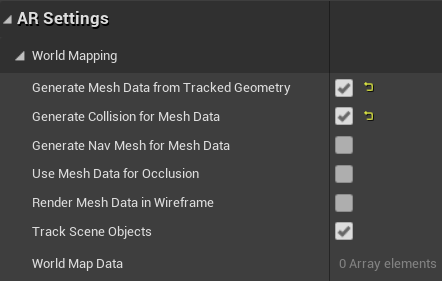 AR Settings
World Mapping
Generate Mesh Data from Tracked Geometry
Generate Collision for Mesh Data
Generate Nav Mesh for Mesh Data
Use Mesh Data for Occlusion
Render Mesh Data in Wireframe
Track Scene Objects
World Map Data 0 Array elements